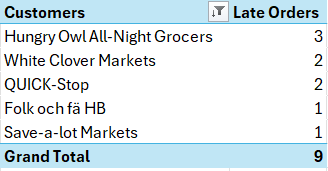 Customers Late Orders
Hungry Owl All-Night Grocers 3
White Clover Markets 2
QUICK-Stop 2
Folk och fä HB 1
Save-a-lot Markets 1
Grand Total 9